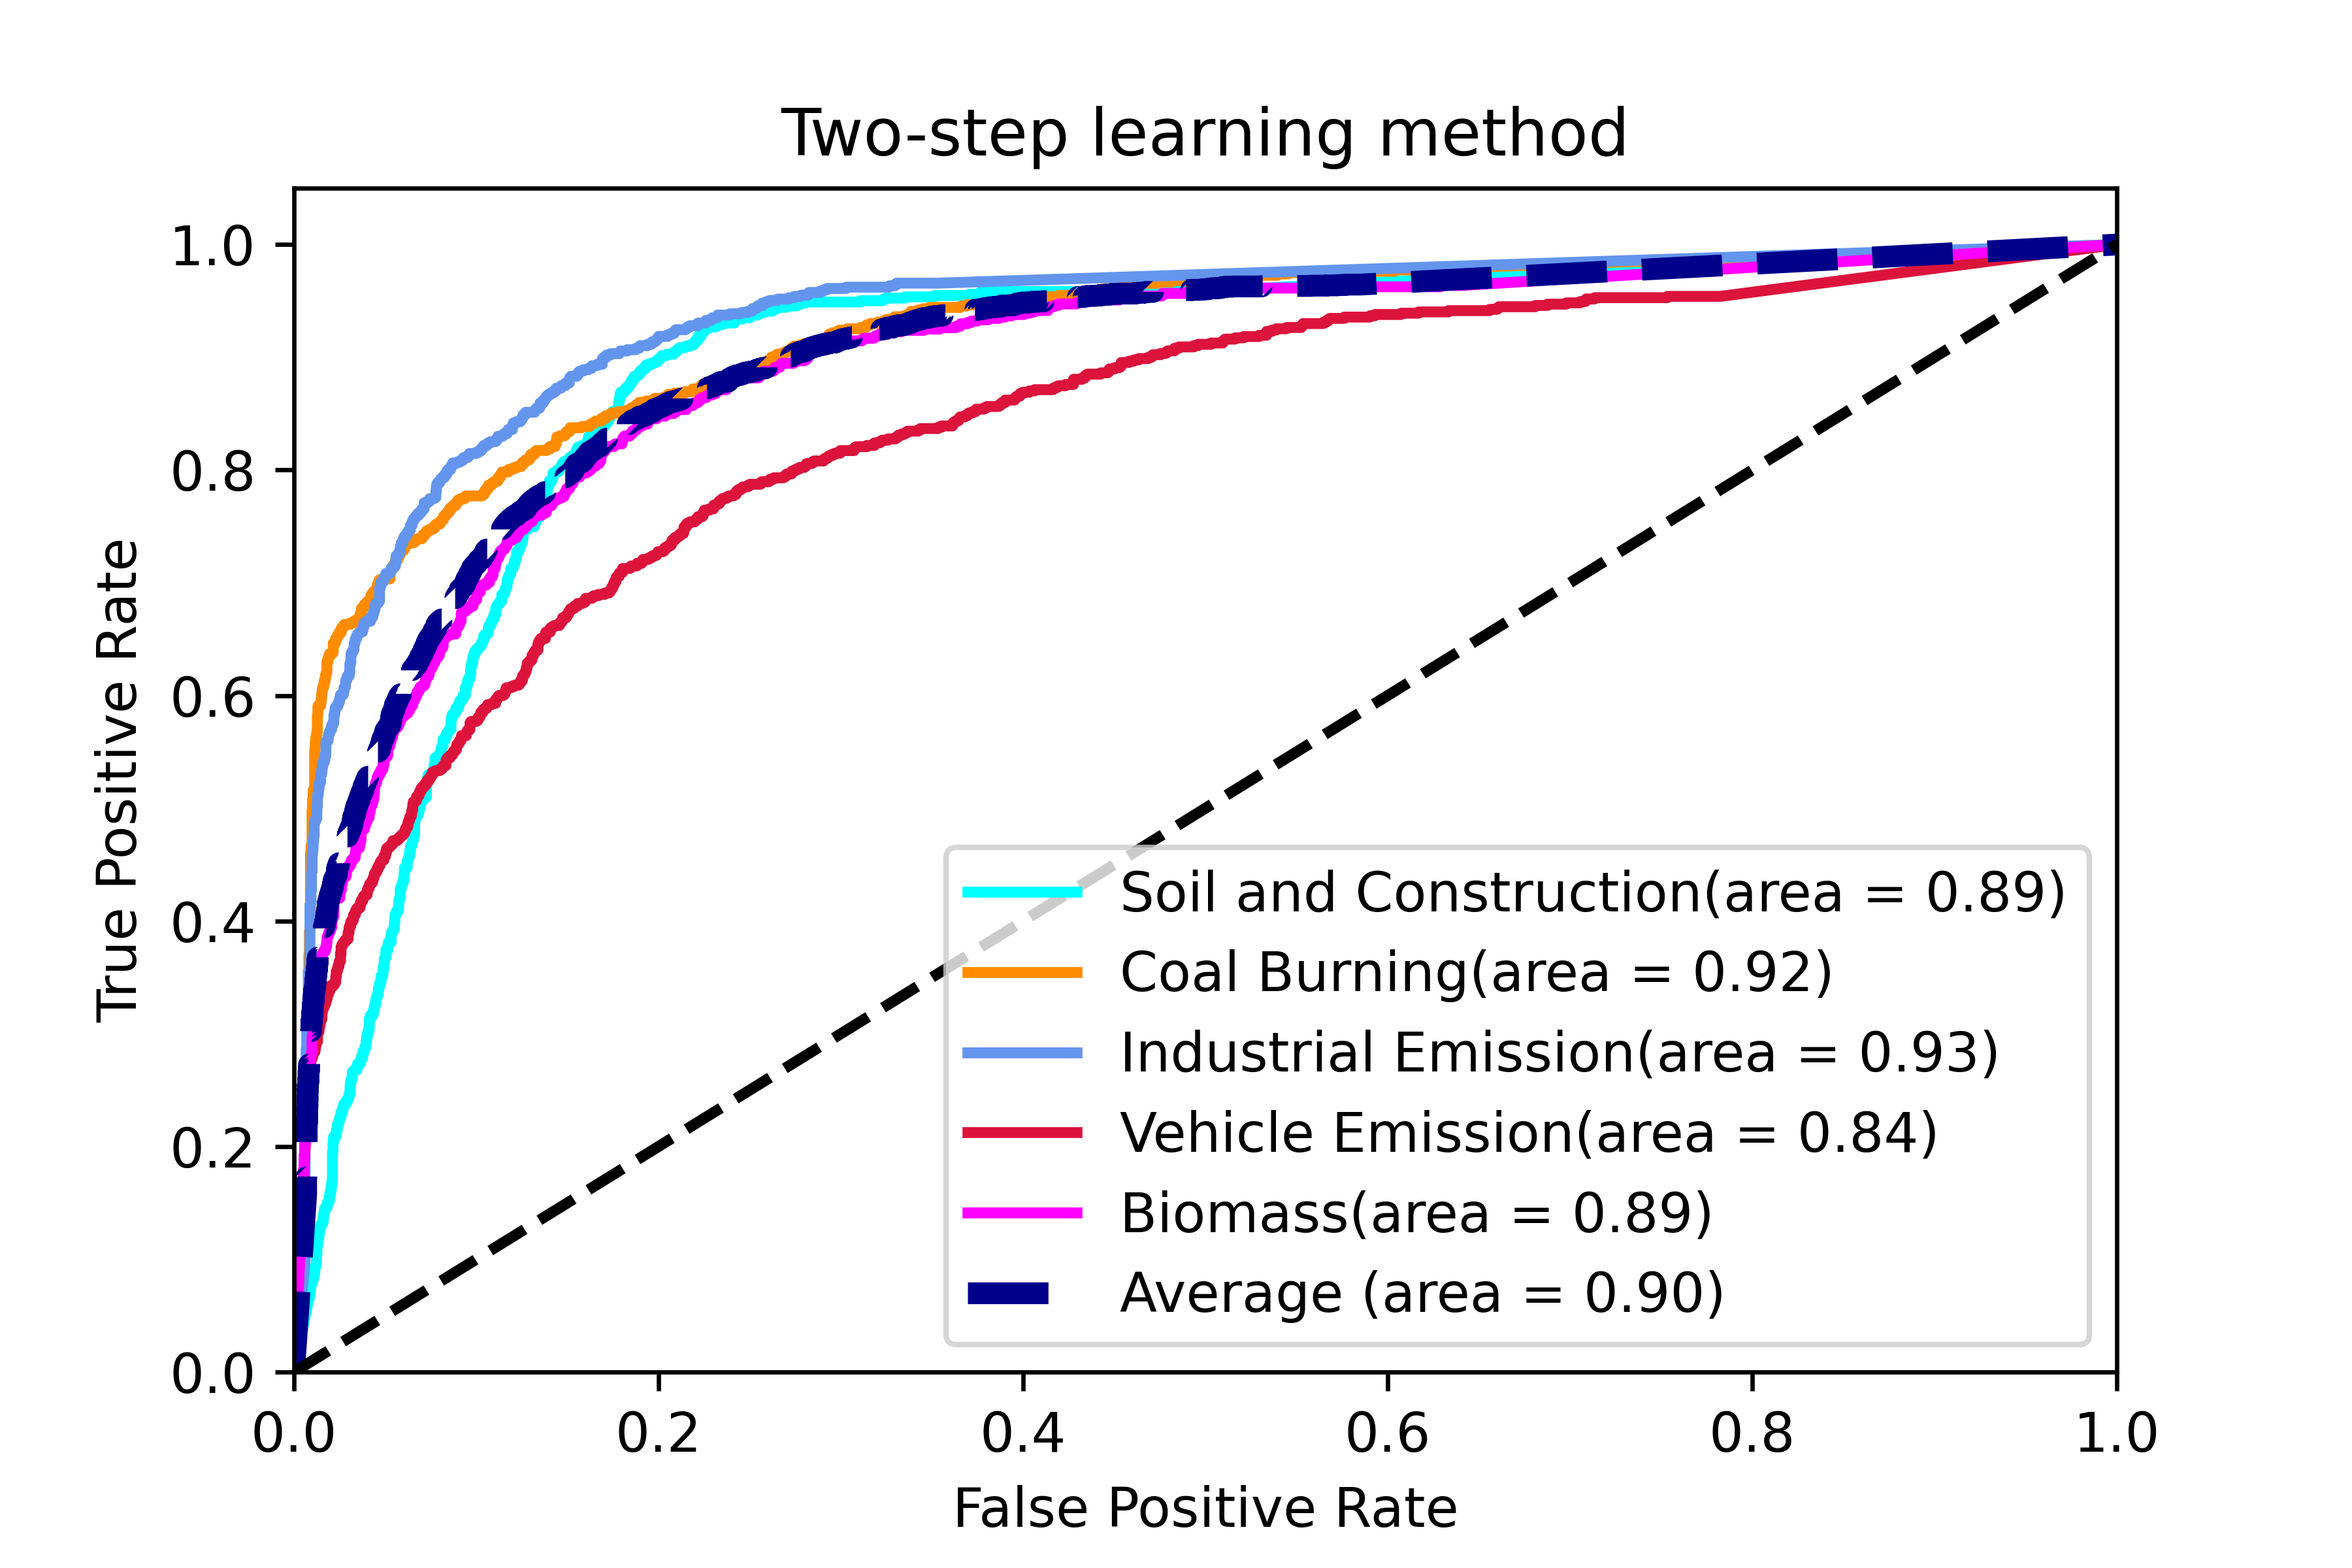 Two-step learning method
1.0
0.8
0.6
0.4
0.2
0.0
True Positive Rate
Soil and Construction(area = 0.89)
Coal Burning(area = 0.92)
Industrial Emission(area = 0.93)
Vehicle Emission(area = 0.84)
Biomass(area = 0.89)
Average (area = 0.90)
0.0 0.2 0.4 0.6 0.8 1.0
False Positive Rate